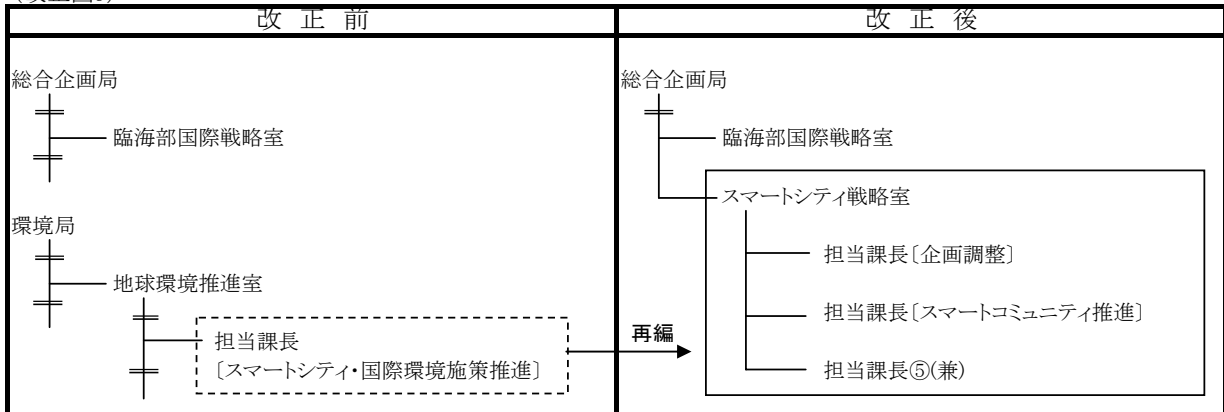 改 正 前
総合企画局
臨海部国際戦略室
環境局
地球環境推進室
担当課長
〔スマートシティ・国際環境施策推進〕
再編
改 正 後
総合企画局
臨海部国際戦略室
スマートシティ戦略室
担当課長〔企画調整〕
担当課長〔スマートコミュニティ推進〕
担当課長⑤(兼)